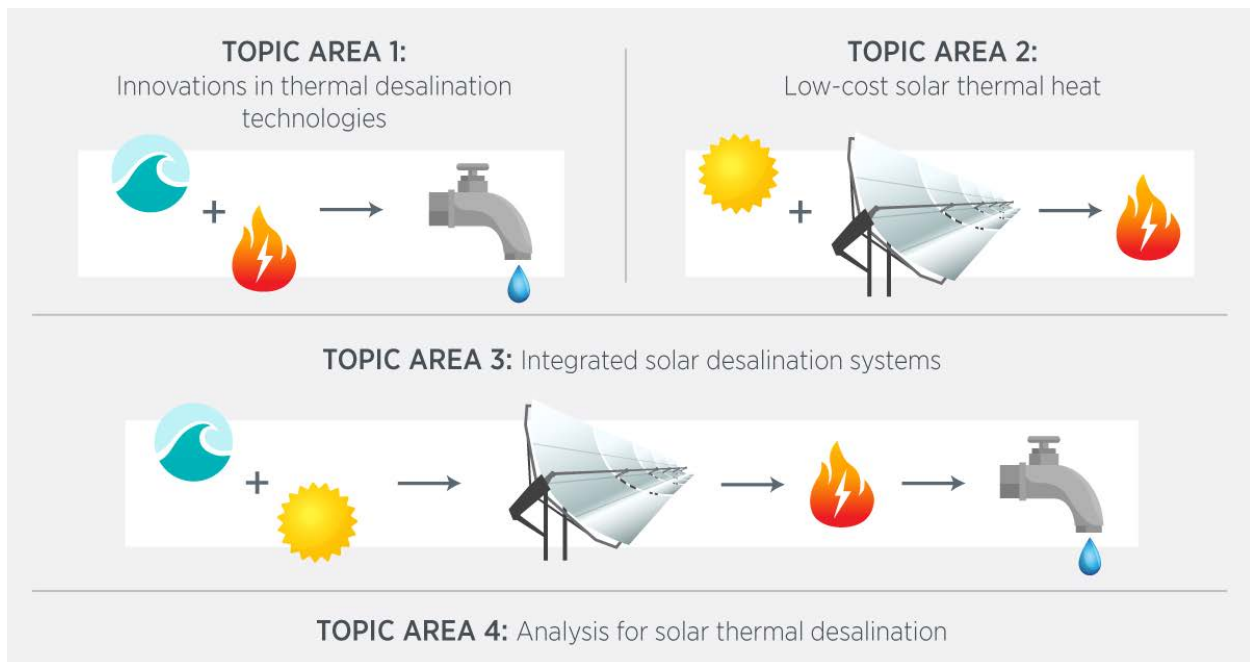 TOPIC AREA 1:
Innovations in thermal desalination
technologies
TOPIC AREA 2:
Low-cost solar thermal heat
TOPIC AREA 3: Integrated solar desalination systems
TOPIC AREA 4: Analysis for solar thermal desalination